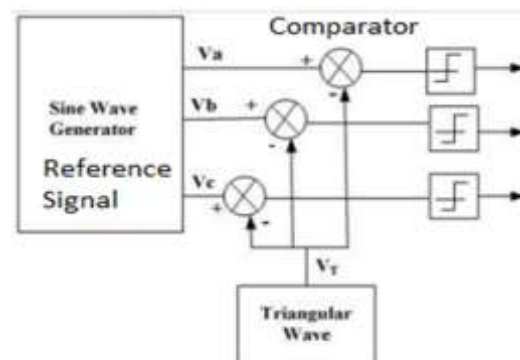 Comparator
Va
+
-
Sine Wave
Generator
Vb
+
-
Reference
Signal
Vc
+
-
VT
Triangular
Wave